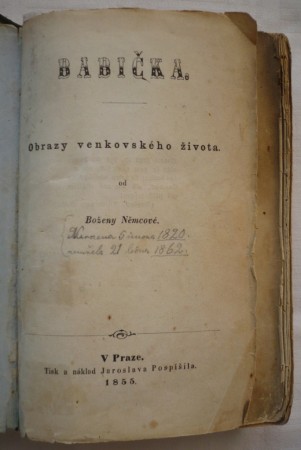 BABIČKA.
Obrazy venkovského života.
od
Boženy Němcové.
Narozena 6 února 1820.
zemřela 21 ledna 1862.
V Praze.
Tisk a náklad Jaroslava Pospíšila.
1855.